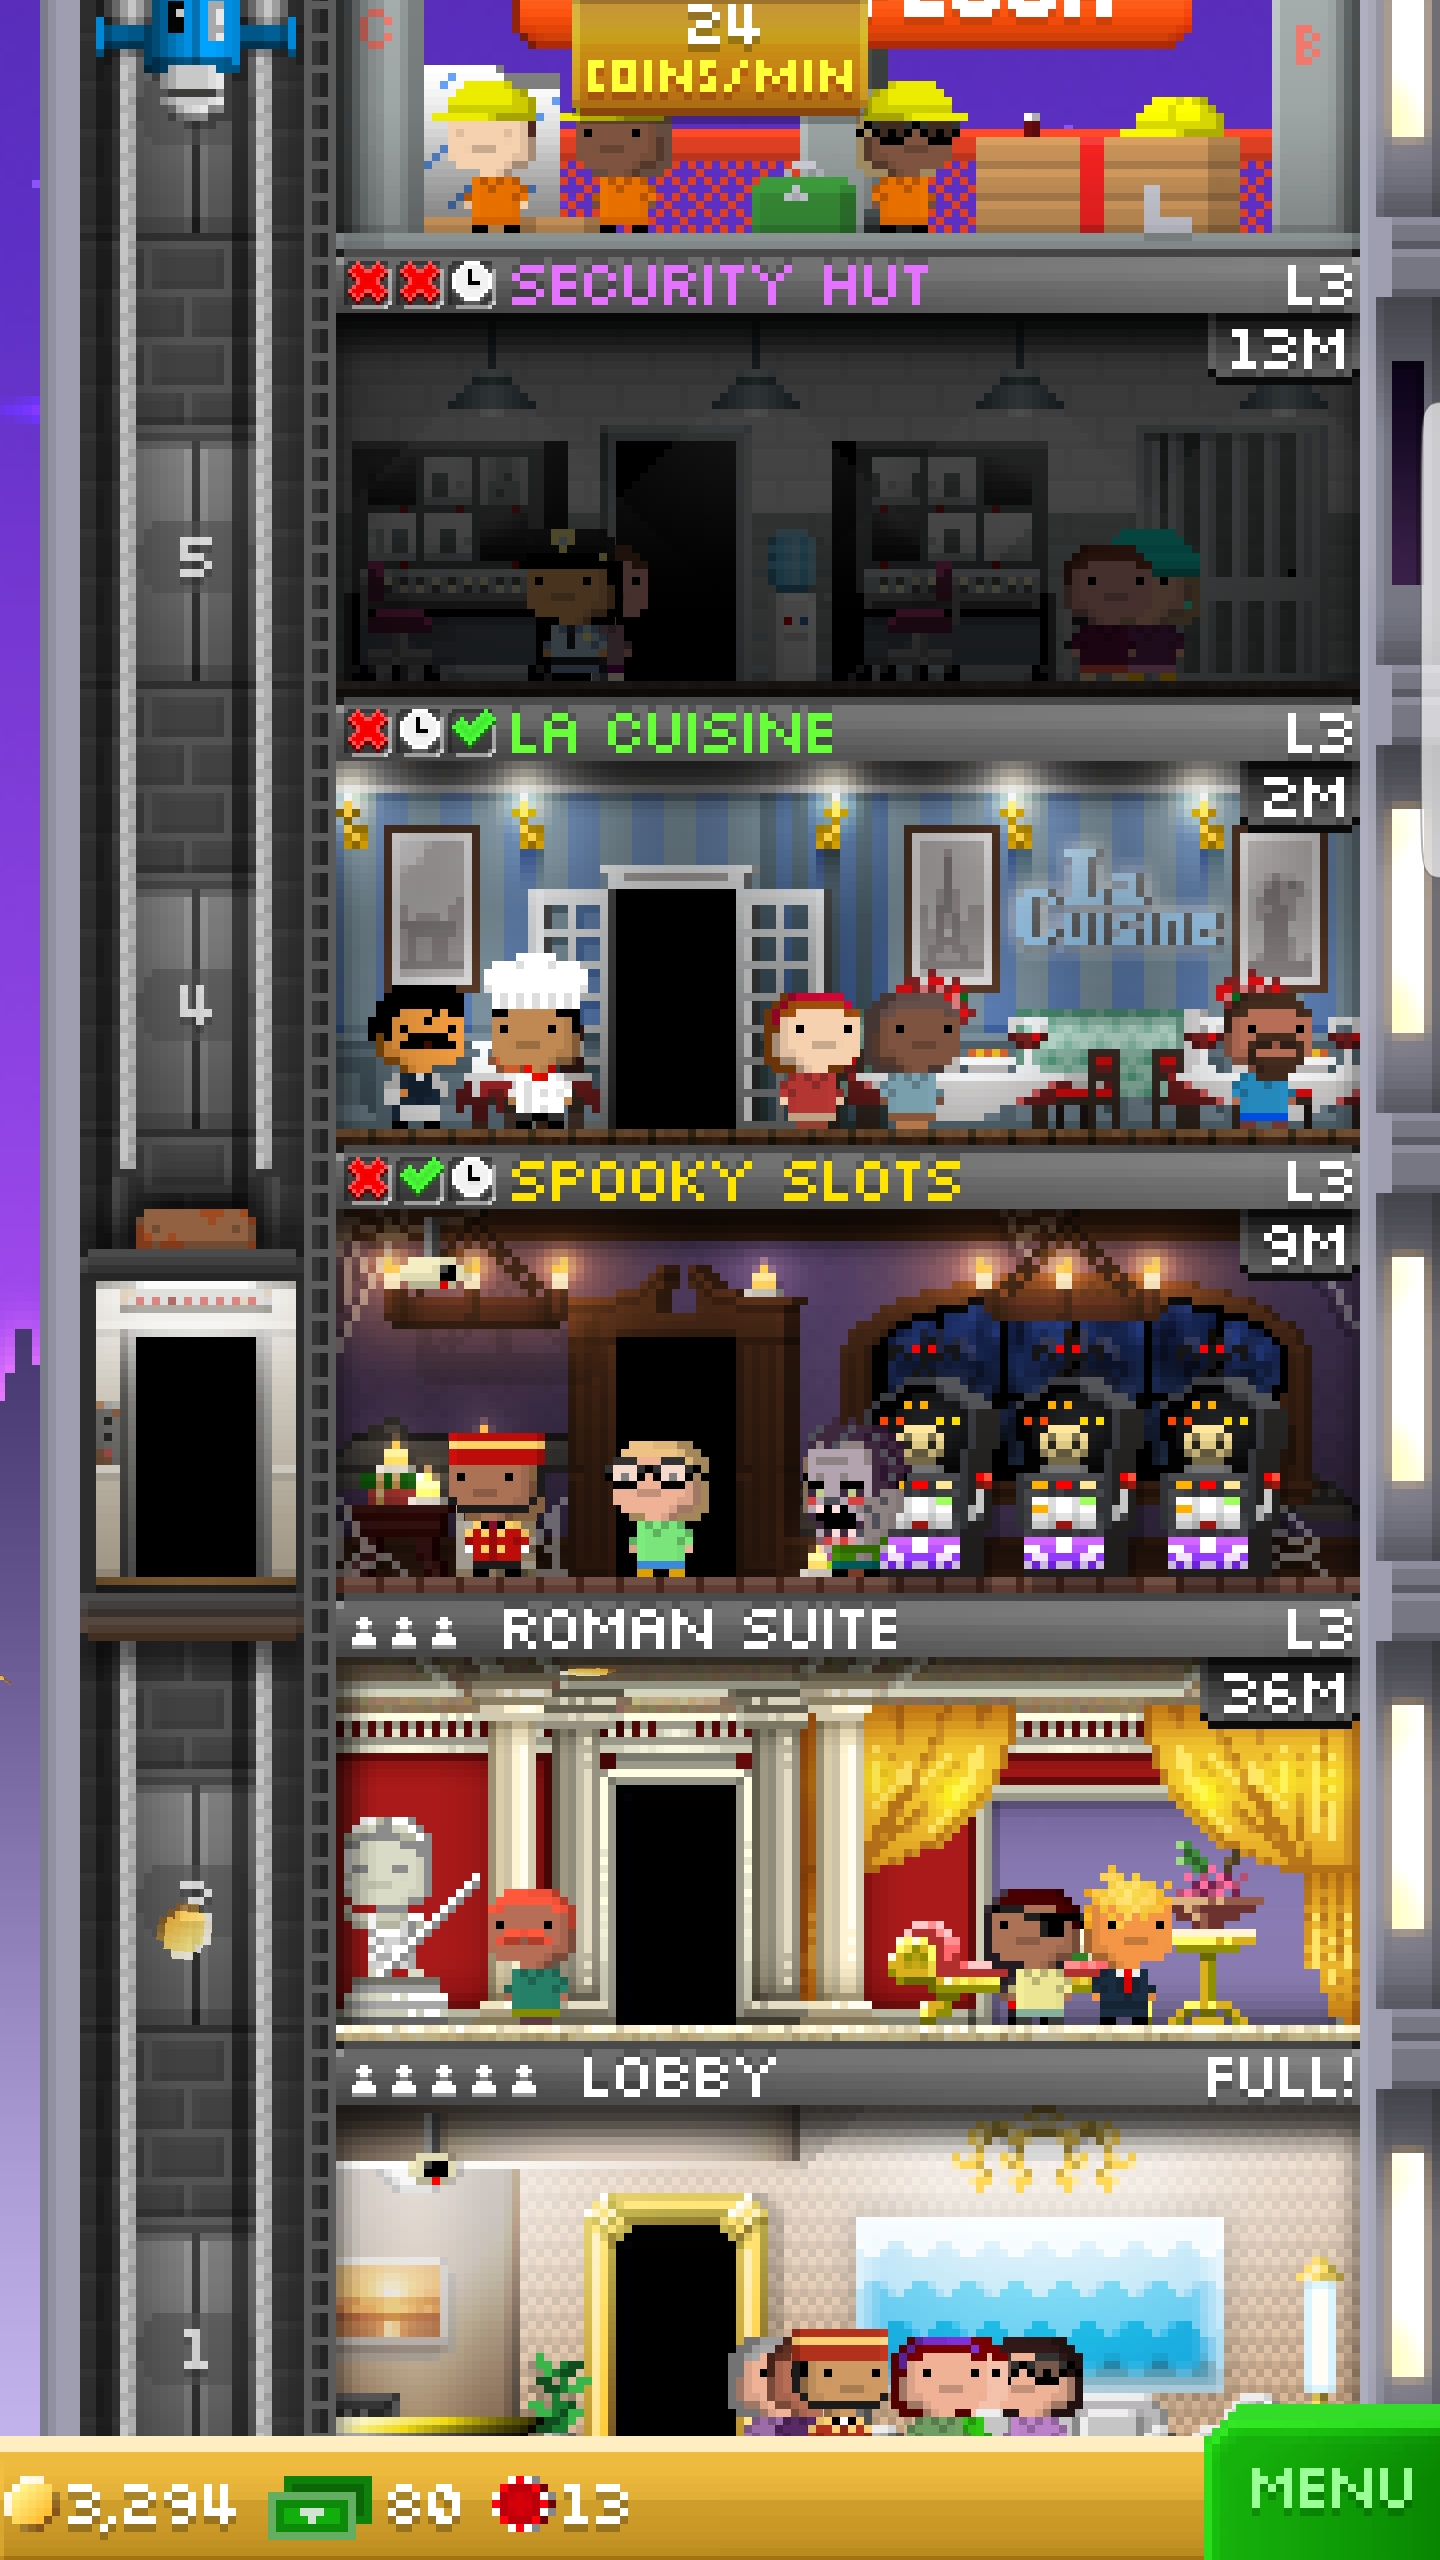 C
24
B
COINS/MIN
SECURITY HUT
L3
13M
5
LA CUISINE
L3
2M
La
Cuisine
4
SPOOKY SLOTS
L3
9M
ROMAN SUITE
L3
36M
LOBBY
FULL!
1
3,294
80
13
MENU